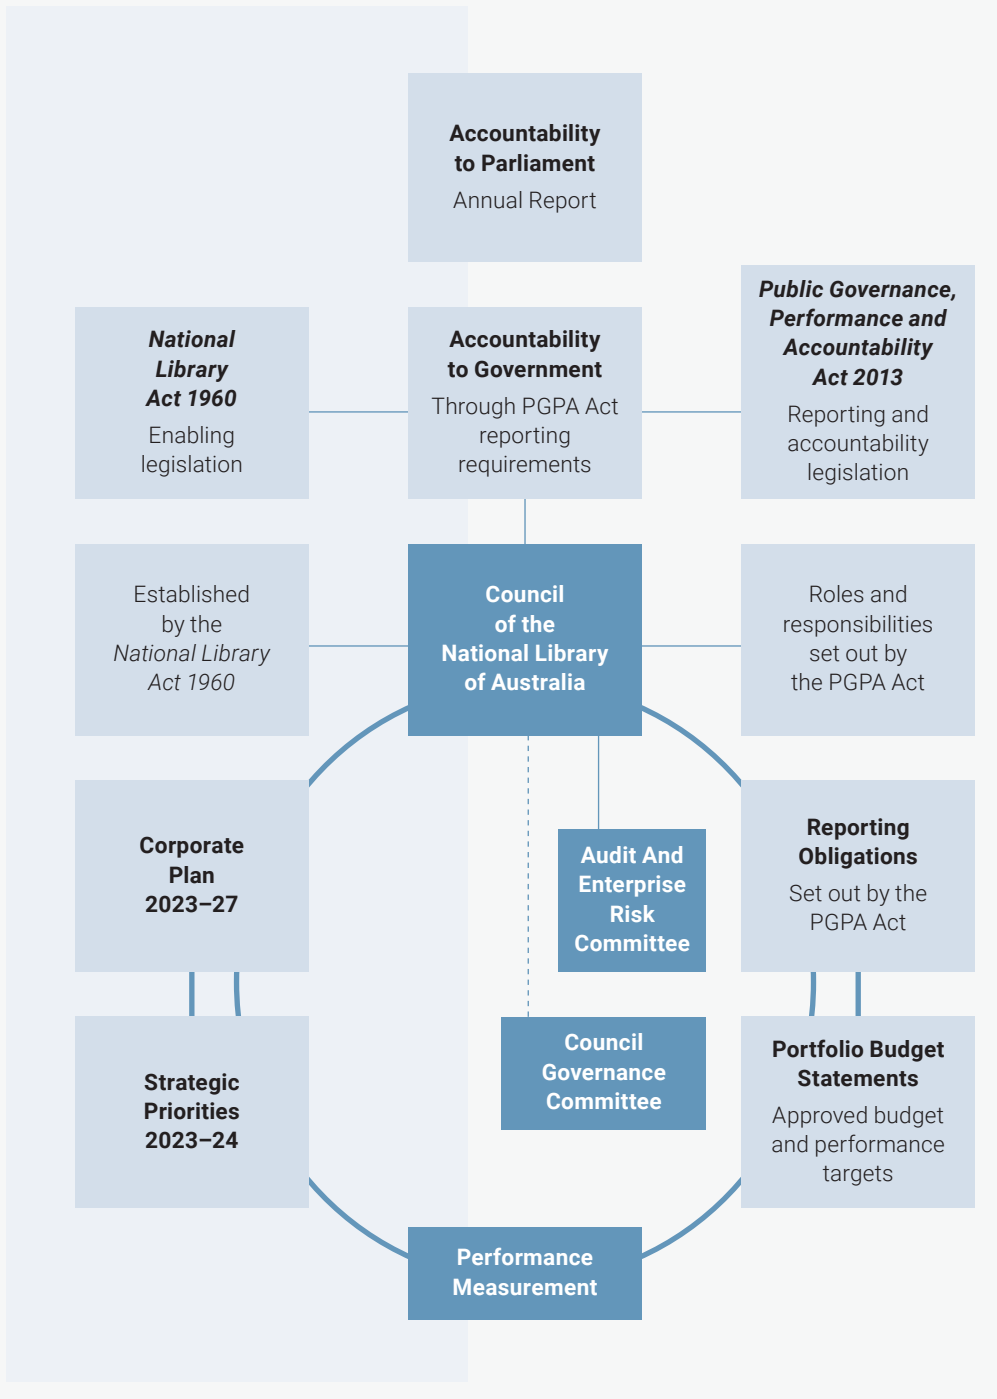 Accountability
to Parliament
Annual Report
National
Library
Act 1960
Enabling
legislation
Accountability
to Government
Through PGPA Act
reporting
requirements
Public Governance,
Performance and
Accountability
Act 2013
Reporting and
accountability
legislation
Established
by the
National Library
Act 1960
Council
of the
National Library
of Australia
Roles and
responsibilities
set out by
the PGPA Act
Corporate
Plan
2023–27
Audit And
Enterprise
Risk
Committee
Reporting
Obligations
Set out by the
PGPA Act
Strategic
Priorities
2023–24
Council
Governance
Committee
Portfolio Budget
Statements
Approved budget
and performance
targets
Performance
Measurement